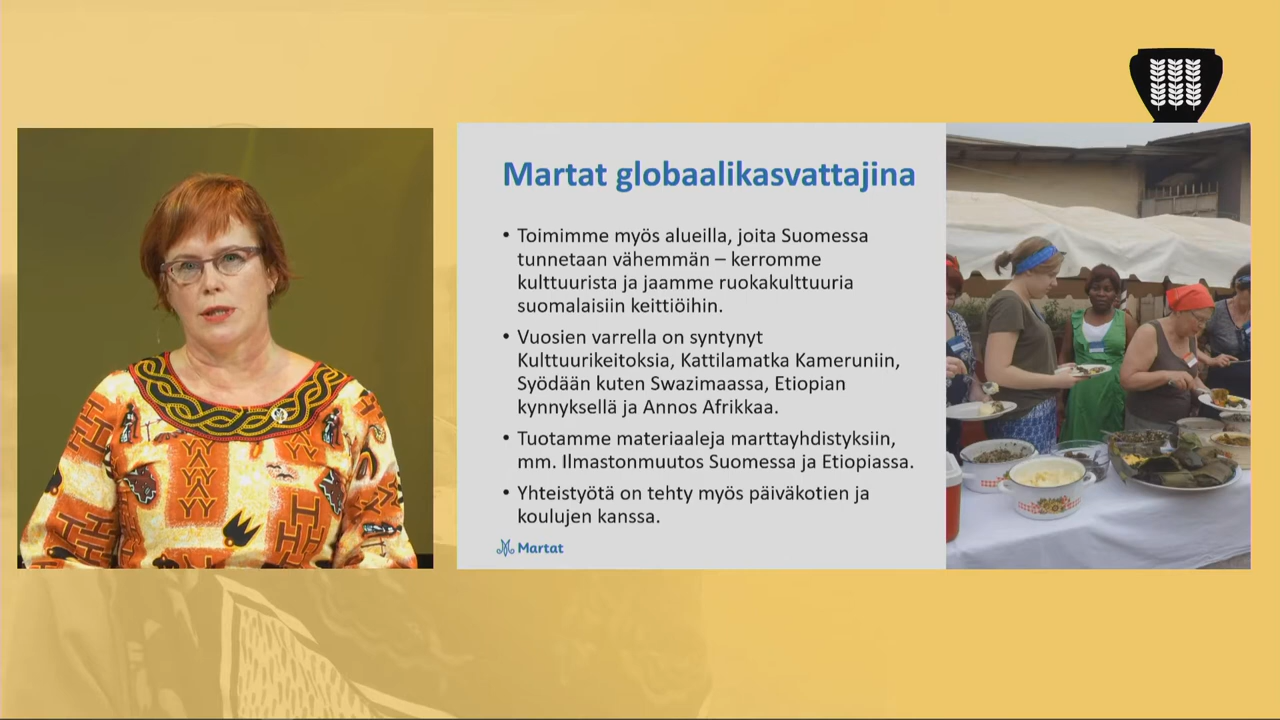 Martat globaalikasvattajina
• Toimimme myös alueilla, joita Suomessa
tunnetaan vähemmän – kerromme
kulttuurista ja jaamme ruokakulttuuria
suomalaisiin keittiöihin.
• Vuosien varrella on syntynyt
Kulttuurikeitoksia, Kattilamatka Kameruniin,
Syödään kuten Swazimaassa, Etiopian
kynnyksellä ja Annos Afrikkaa.
• Tuotamme materiaaleja marttayhdistyksiin,
mm. Ilmastonmuutos Suomessa ja Etiopiassa.
• Yhteistyötä on tehty myös päiväkotien ja
koulujen kanssa.
Martat